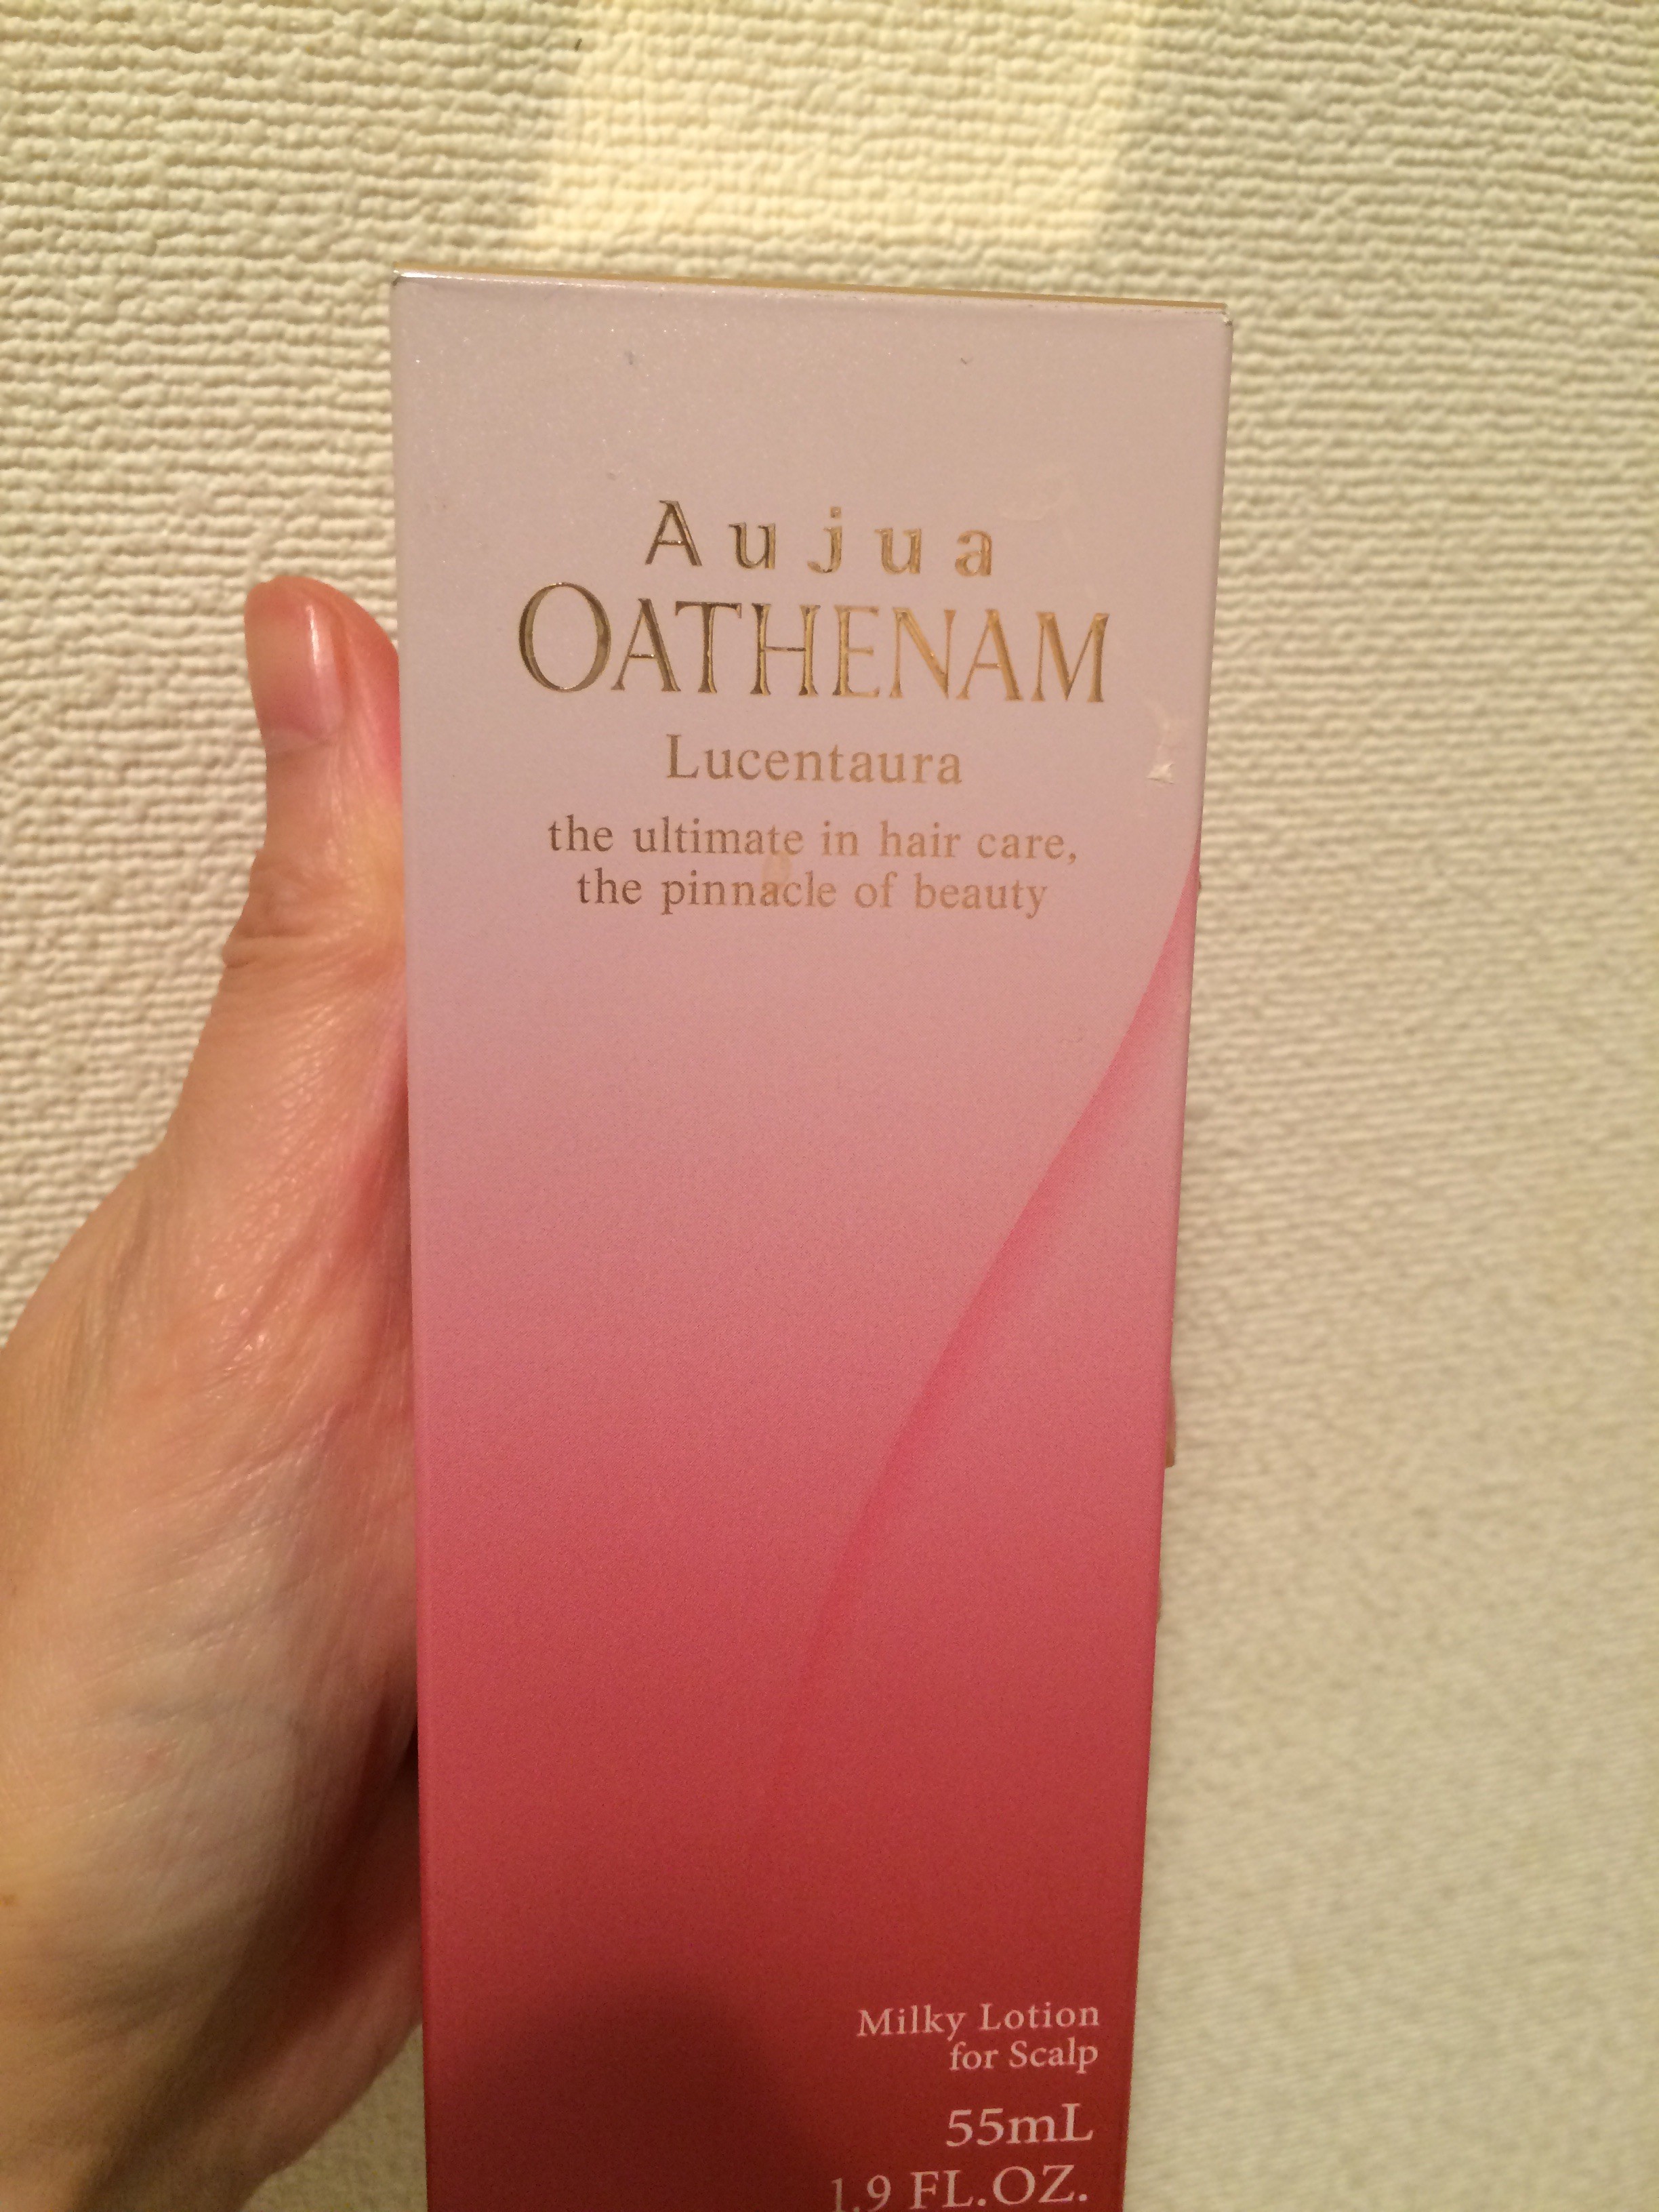 Aujua
OATHENAM
Lucentaura
the ultimate in hair care,
the pinnacle of beauty
Milky Lotion
for Scalp
55mL
1.9 FL.OZ.